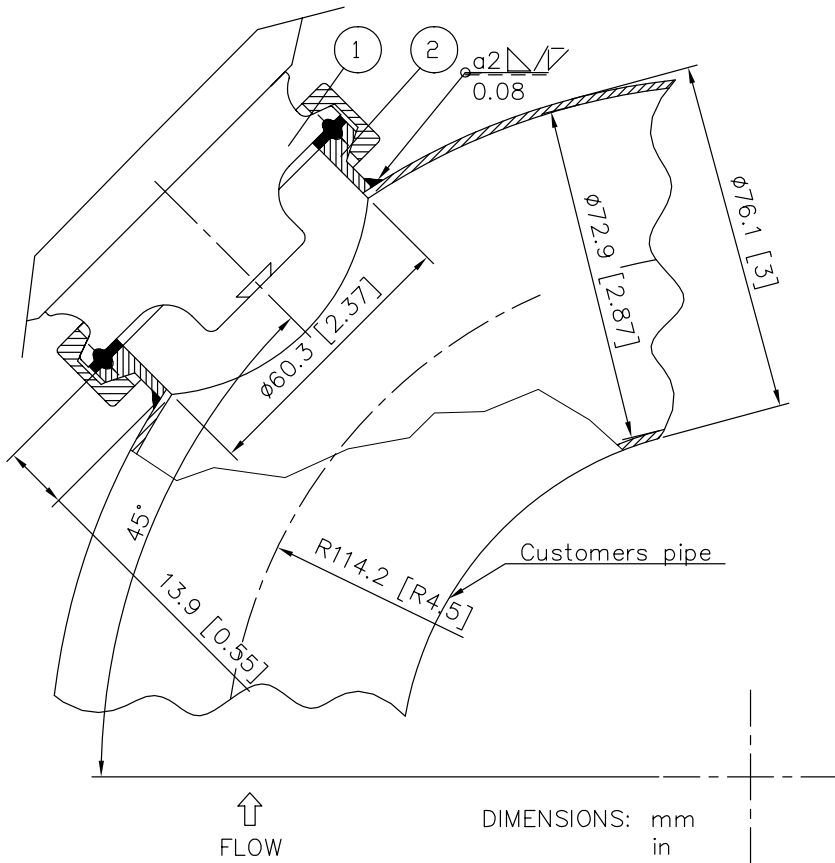 1
2
a2
0.08
ø76.1 [3]
ø72.9 [2.87]
ø60.3 [2.37]
45°
13.9 [0.55]
R114.2 [R4.5]
Customers pipe
FLOW
DIMENSIONS: mm
in